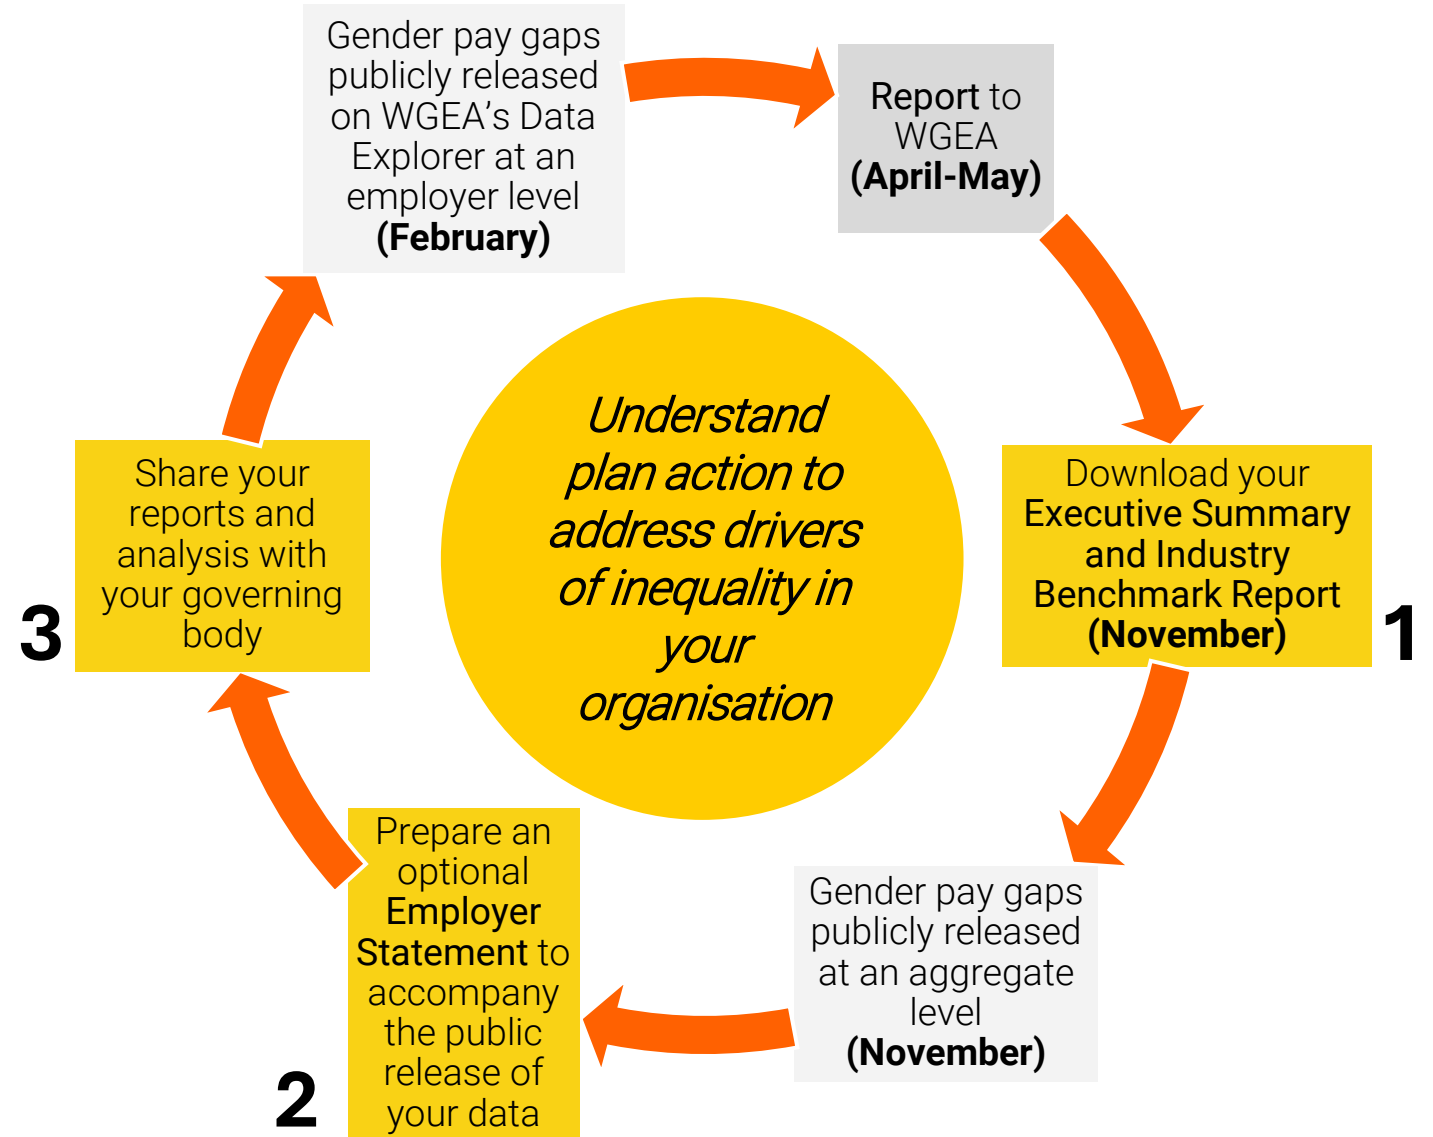 Gender pay gaps
publicly released
on WGEA's Data
Explorer at an
employer level
(February)
Report to
WGEA
(April-May)
Download your
Executive Summary
and Industry
Benchmark Report
(November)
1
Gender pay gaps
publicly released
at an aggregate
level
(November)
Prepare an
optional
Employer
Statement to
accompany
the public
release of
your data
2
Share your
reports and
analysis with
your governing
body
3
Understand
plan action to
address drivers
of inequality in
your
organisation